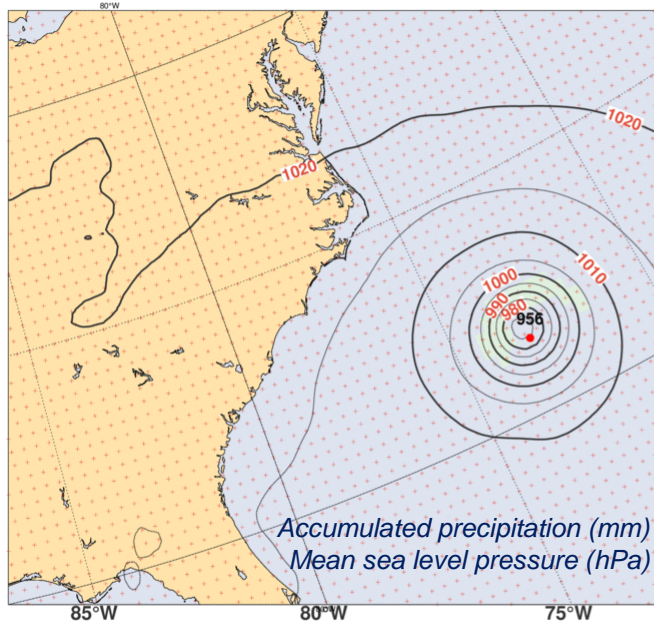 80°W
1020
1020
1010
1000
990
980
956
Accumulated precipitation (mm)
Mean sea level pressure (hPa)
85°W
80°W
75°W